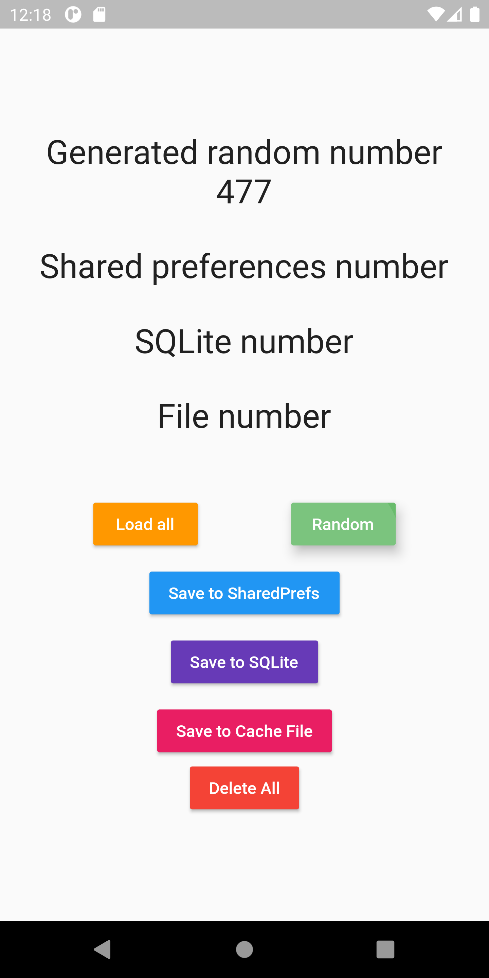 12:18
Generated random number
477
Shared preferences number
SQLite number
File number
Load all
Random
Save to SharedPrefs
Save to SQLite
Save to Cache File
Delete All